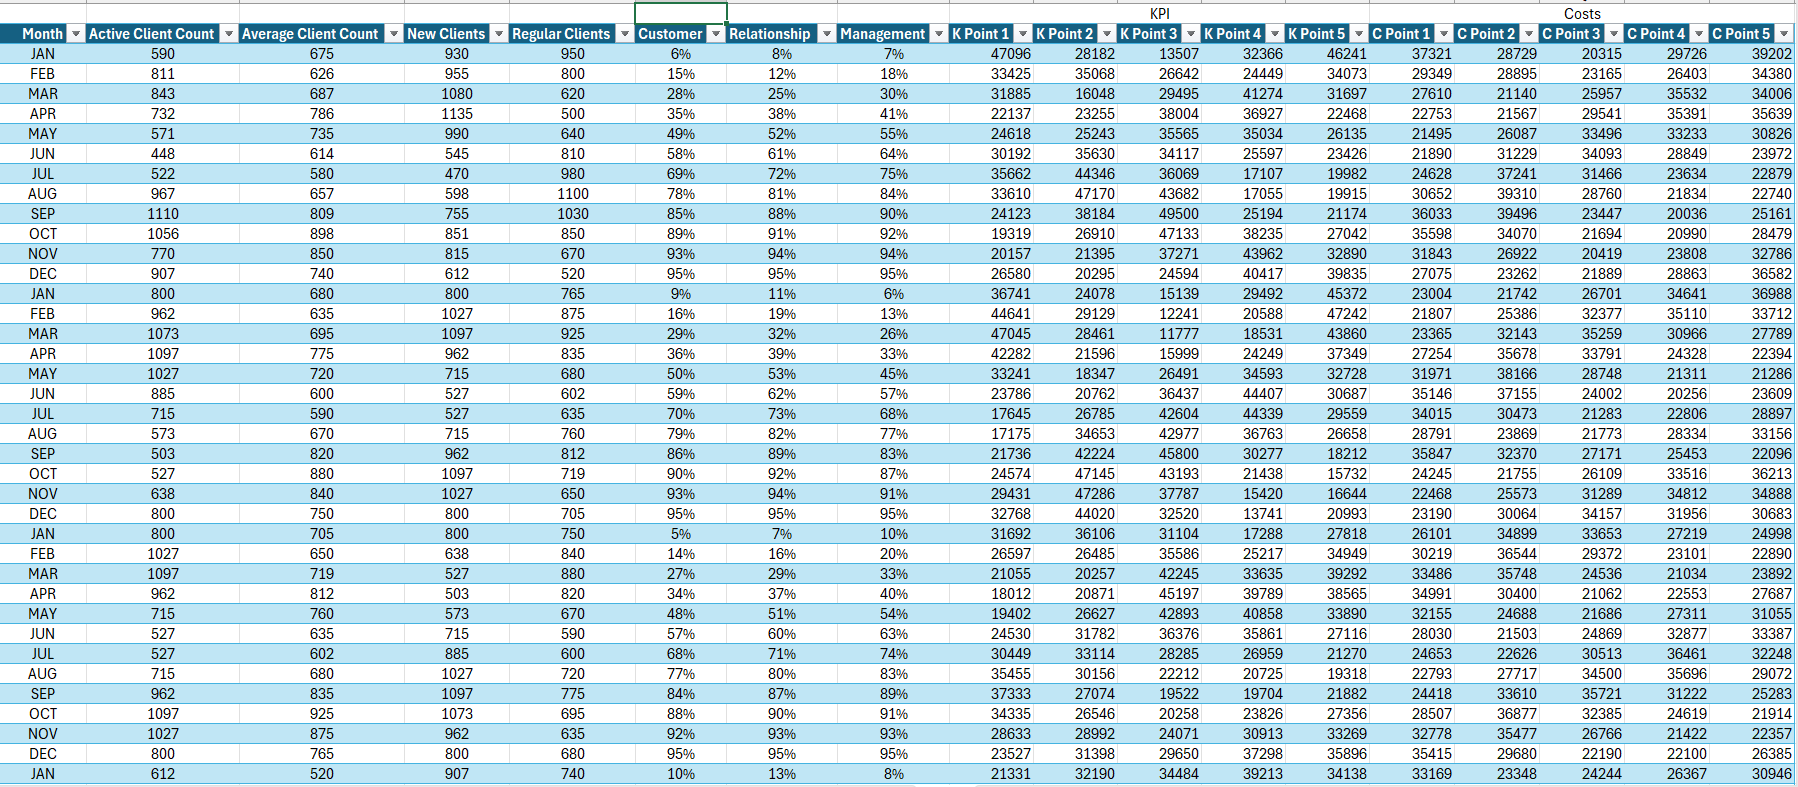 KPI Costs
Month Active Client Count Average Client Count New Clients Regular Clients Customer Relationship Management K Point 1 K Point 2 K Point 3 K Point 4 K Point 5 C Point 1 C Point 2 C Point 3 C Point 4 C Point 5
JAN 590 675 930 950 6% 8% 7% 47096 28182 13507 32366 46241 37321 28729 20315 29726 39202
FEB 811 626 955 800 15% 12% 18% 33425 35068 26642 24449 34073 29349 28895 23165 26403 34380
MAR 843 687 1080 620 28% 25% 30% 31885 16048 29495 41274 31697 27610 21140 25957 35532 34006
APR 732 786 1135 500 35% 38% 41% 22137 23255 38004 36927 22468 22753 21567 29541 35391 35639
MAY 571 735 990 640 49% 52% 55% 24618 25243 35565 35034 26135 21495 26087 33496 33233 30826
JUN 448 614 545 810 58% 61% 64% 30192 35630 34117 25597 23426 21890 31229 34093 28849 23972
JUL 522 580 470 980 69% 72% 75% 35662 44346 36069 17107 19982 24628 37241 31466 23634 22879
AUG 967 657 598 1100 78% 81% 84% 33610 47170 43682 17055 19915 30652 39310 28760 21834 22740
SEP 1110 809 755 1030 85% 88% 90% 24123 38184 49500 25194 21174 36033 39496 23447 20036 25161
OCT 1056 898 851 850 89% 91% 92% 19319 26910 47133 38235 27042 35598 34070 21694 20990 28479
NOV 770 850 815 670 93% 94% 94% 20157 21395 37271 43962 32890 31843 26922 20419 23808 32786
DEC 907 740 612 520 95% 95% 95% 26580 20295 24594 40417 39835 27075 23262 21889 28863 36582
JAN 800 680 800 765 9% 11% 6% 36741 24078 15139 29492 45372 23004 21742 26701 34641 36988
FEB 962 635 1027 875 16% 19% 13% 44641 29129 12241 20588 47242 21807 25386 32377 35110 33712
MAR 1073 695 1097 925 29% 32% 26% 47045 28461 11777 18531 43860 23365 32143 35259 30966 27789
APR 1097 775 962 835 36% 39% 33% 42282 21596 15999 24249 37349 27254 35678 33791 24328 22394
MAY 1027 720 715 680 50% 53% 45% 33241 18347 26491 34593 32728 31971 38166 28748 21311 21286
JUN 885 600 527 602 59% 62% 57% 23786 20762 36437 44407 30687 35146 37155 24002 20256 23609
JUL 715 590 527 635 70% 73% 68% 17645 26785 42604 44339 29559 34015 30473 21283 22806 28897
AUG 573 670 715 760 79% 82% 77% 17175 34653 42977 36763 26658 28791 23869 21773 28334 33156
SEP 503 820 962 812 86% 89% 83% 21736 42224 45800 30277 18212 35847 32370 27171 25453 22096
OCT 527 880 1097 719 90% 92% 87% 24574 47145 43193 21438 15732 24245 21755 26109 33516 36213
NOV 638 840 1027 650 93% 94% 91% 29431 47286 37787 15420 16644 22468 25573 31289 34812 34888
DEC 800 750 800 705 95% 95% 95% 32768 44020 32520 13741 20993 23190 30064 34157 31956 30683
JAN 800 705 800 750 5% 7% 10% 31692 36106 31104 17288 27818 26101 34899 33653 27219 24998
FEB 1027 650 638 840 14% 16% 20% 26597 26485 35586 25217 34949 30219 36544 29372 23101 22890
MAR 1097 719 527 880 27% 29% 33% 21055 20257 42245 33635 39292 33486 35748 24536 21034 23892
APR 962 812 503 820 34% 37% 40% 18012 20871 45197 39789 38565 34991 30400 21062 22553 27687
MAY 715 760 573 670 48% 51% 54% 19402 26627 42893 40858 33890 32155 24688 21686 27311 31055
JUN 527 635 715 590 57% 60% 63% 24530 31782 36376 35861 27116 28030 21503 24869 32877 33387
JUL 527 602 885 600 68% 71% 74% 30449 33114 28285 26959 21270 24653 22626 30513 36461 32248
AUG 715 680 1027 720 77% 80% 83% 35455 30156 22212 20725 19318 22793 27717 34500 35696 29072
SEP 962 835 1097 775 84% 87% 89% 37333 27074 19522 19704 21882 24418 33610 35721 31222 25283
OCT 1097 925 1073 695 88% 90% 91% 34335 26546 20258 23826 27356 28507 36877 32385 24619 21914
NOV 1027 875 962 635 92% 93% 93% 28633 28992 24071 30913 33269 32778 35477 26766 21422 22357
DEC 800 765 800 680 95% 95% 95% 23527 31398 29650 37298 35896 35415 29680 22190 22100 26385
JAN 612 520 907 740 10% 13% 8% 21331 32190 34484 39213 34138 33169 23348 24244 26367 30946